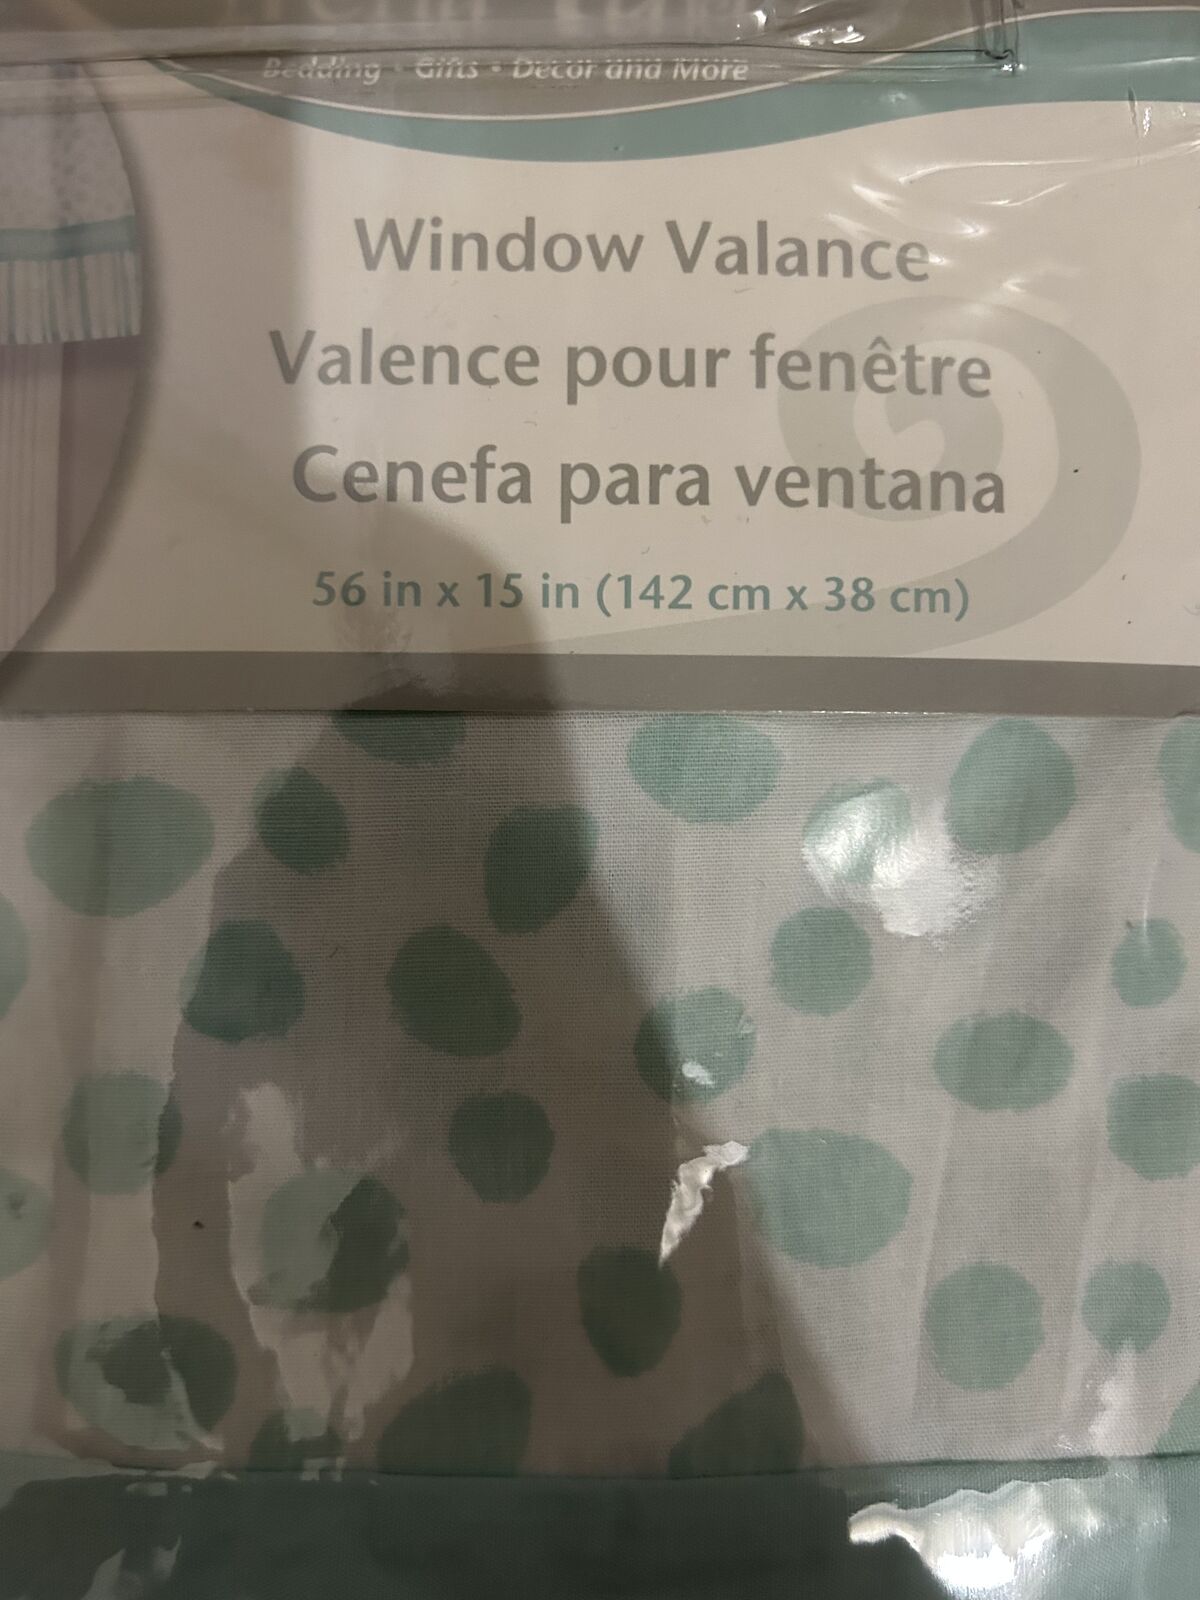 Bedding • Gifts • Decor and More
Window Valance
Valence pour fenêtre
Cenefa para ventana
56 in x 15 in (142 cm x 38 cm)